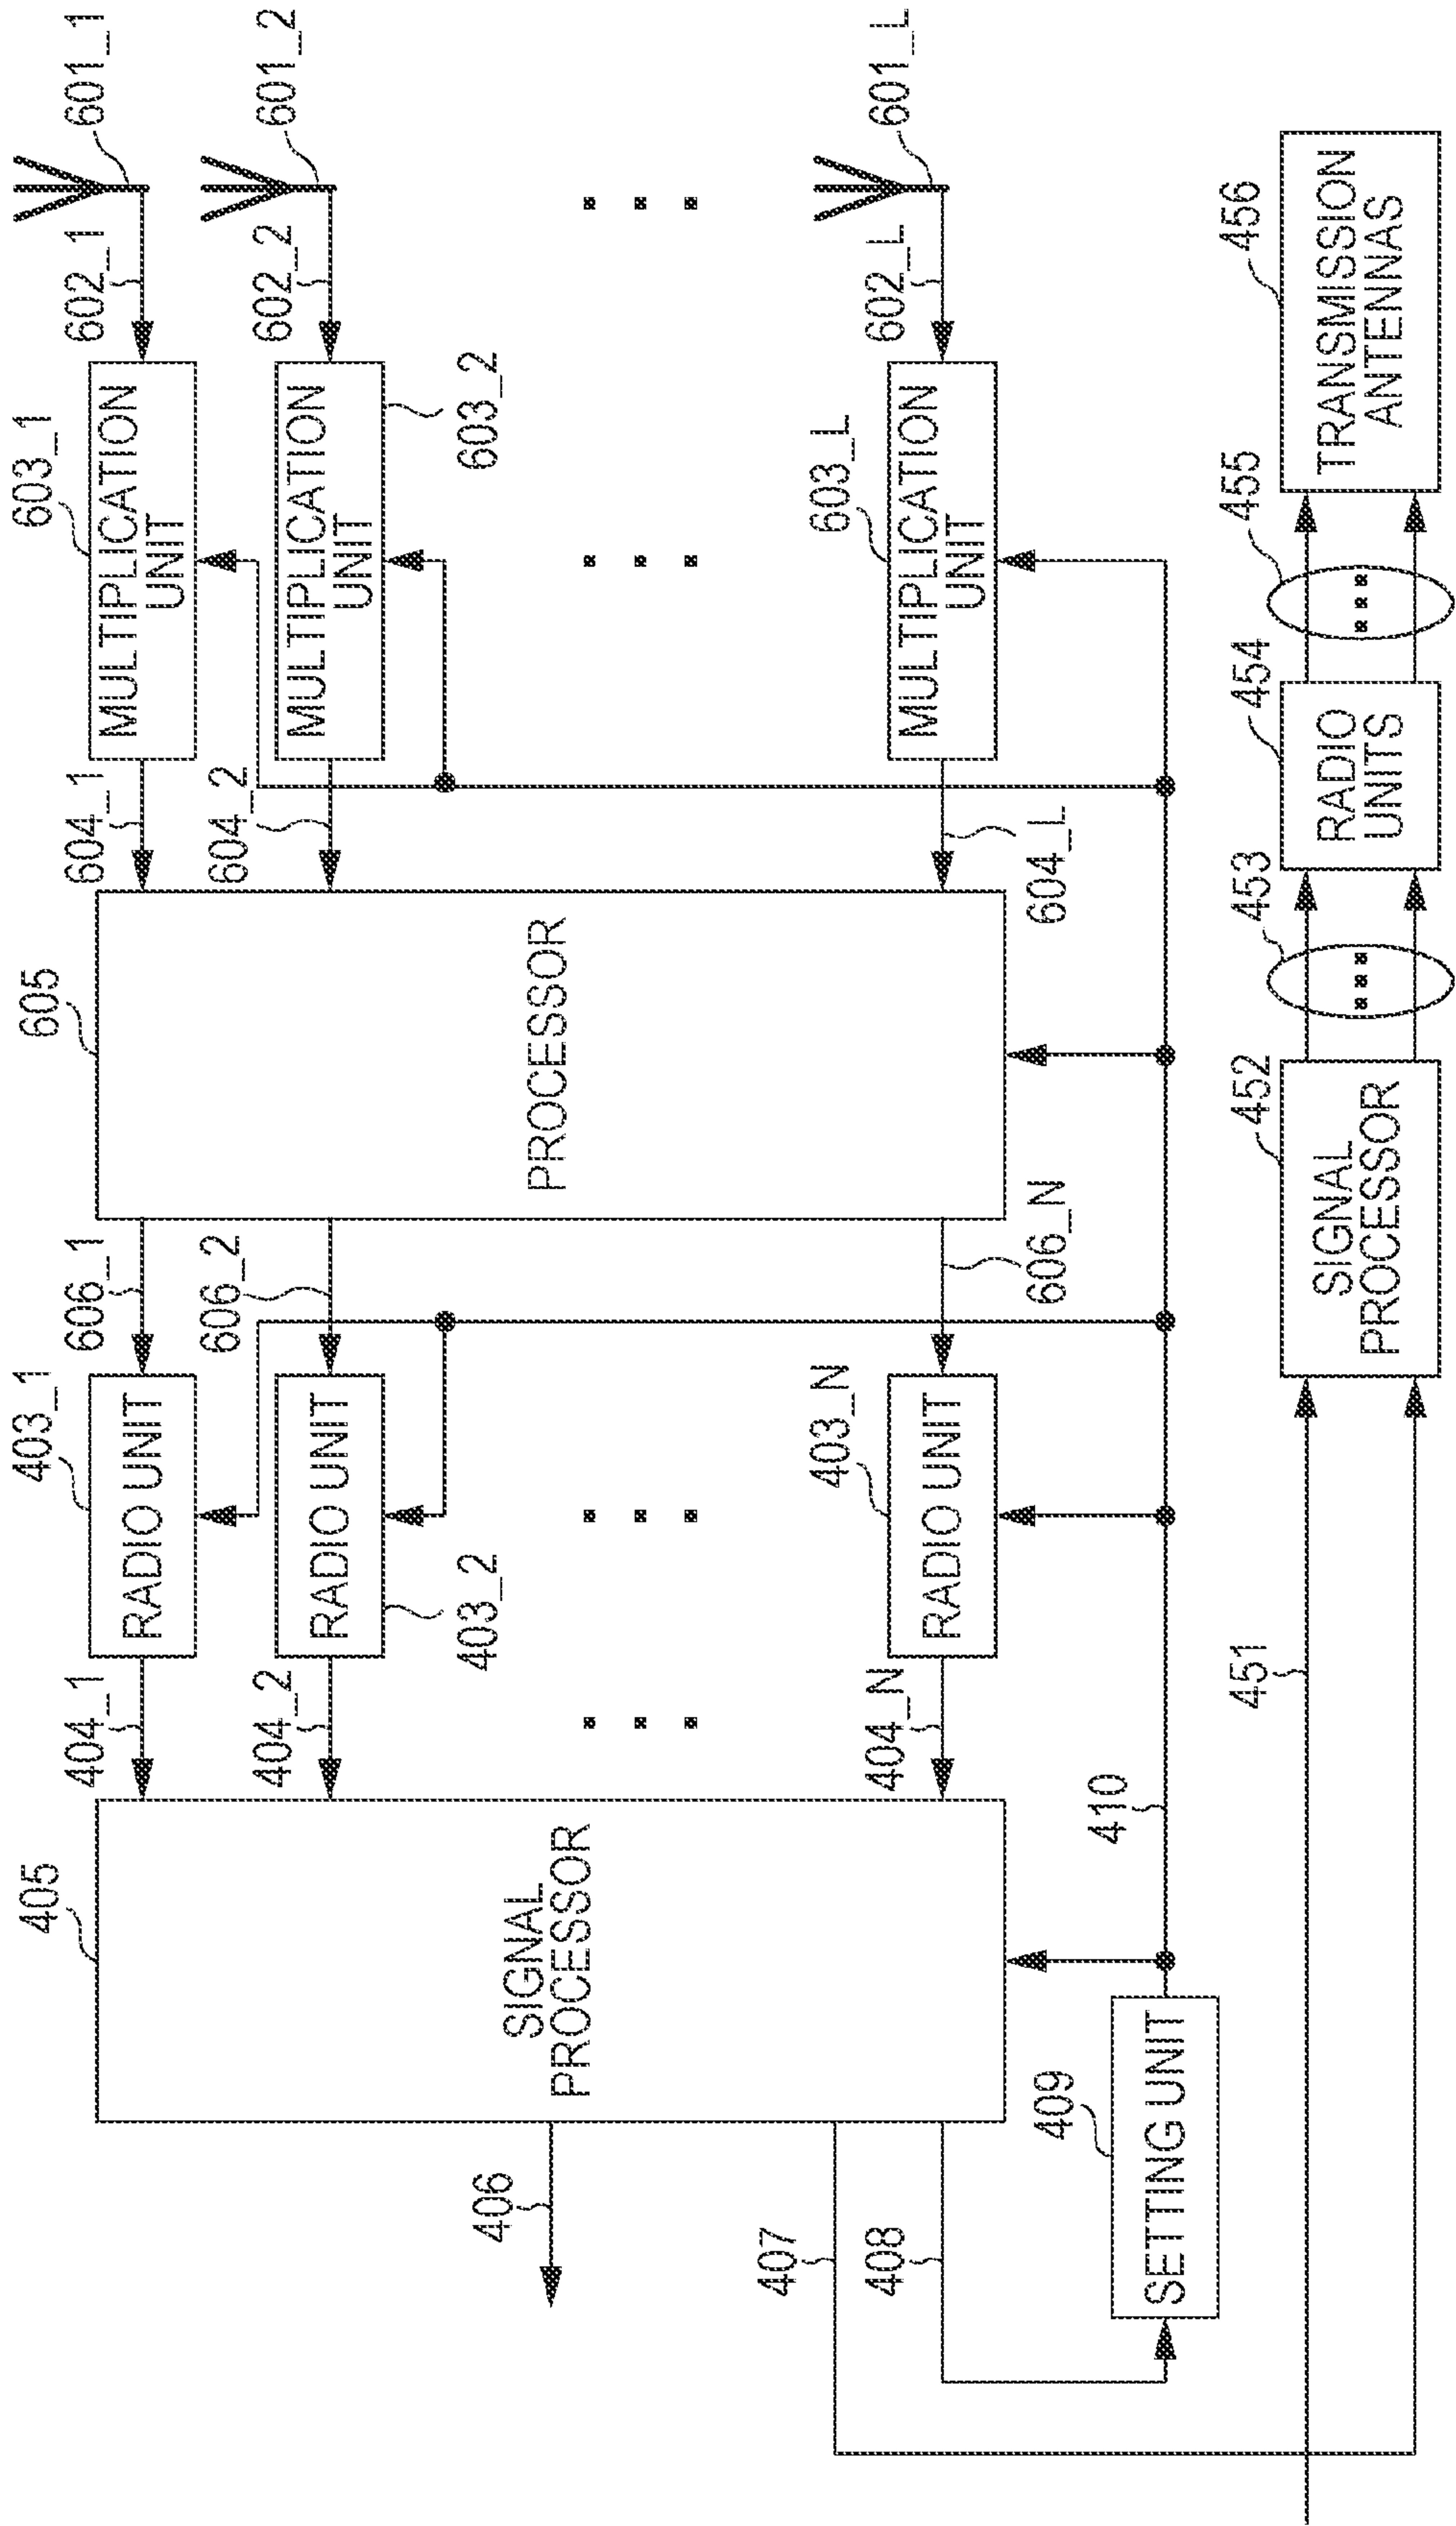 601_1
601_2
601_L
602_1
602_2
602_L
603_1
MULTIPLICATION
UNIT
MULTIPLICATION
UNIT
603_2
603_L
MULTIPLICATION
UNIT
604_1
604_2
604_L
605
PROCESSOR
606_1
606_2
606_N
403_1
RADIO UNIT
RADIO UNIT
403_2
403_N
RADIO UNIT
404_1
404_2
404_N
405
SIGNAL
PROCESSOR
406
407
408
409
SETTING UNIT
410
451
452
SIGNAL
PROCESSOR
453
454
RADIO
UNITS
455
456
TRANSMISSION
ANTENNAS